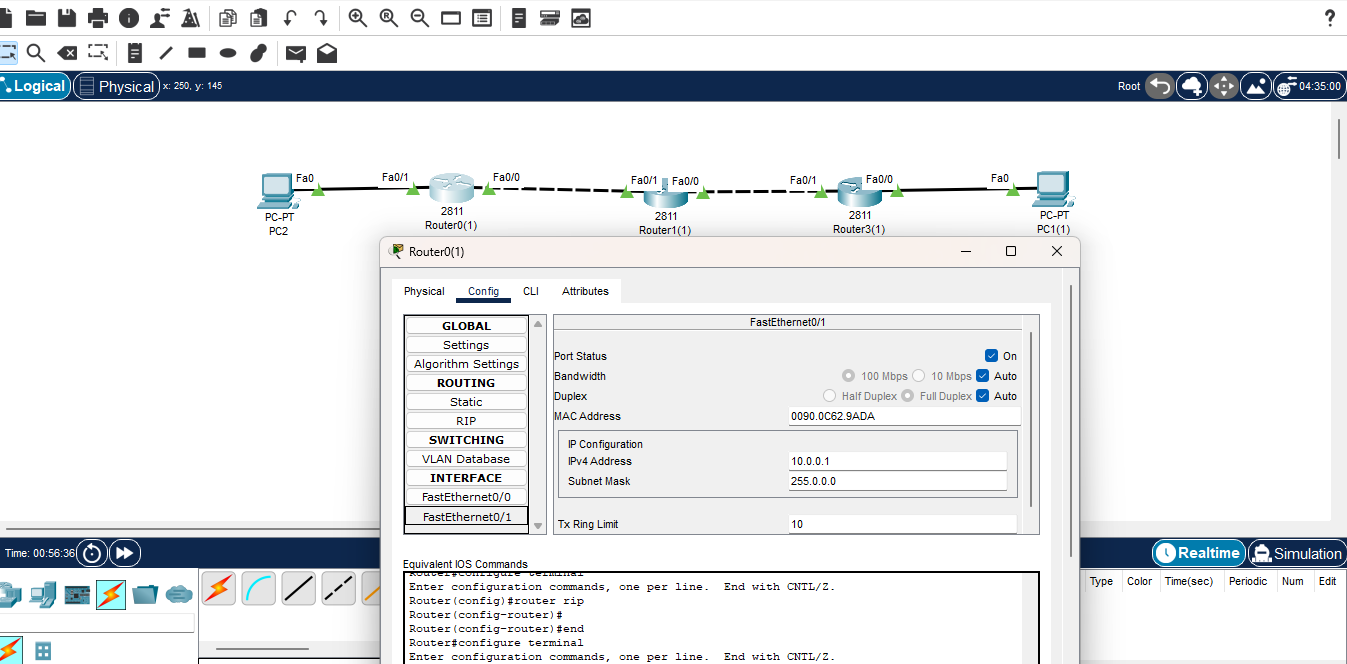 ?
Logical
Physical
x: 250, y: 145
Root
04:35:00
Fa0
Fa0/1
Fa0/0
Fa0/1
Fa0/0
Fa0/1
Fa0/0
Fa0
PC-PT
PC2
2811
Router0(1)
2811
Router1(1)
2811
Router3(1)
PC-PT
PC1(1)
Router0(1)
Physical
Config
CLI
Attributes
GLOBAL
Settings
Algorithm Settings
ROUTING
Static
RIP
SWITCHING
VLAN Database
INTERFACE
FastEthernet0/0
FastEthernet0/1
FastEthernet0/1
Port Status
On
Bandwidth
100 Mbps
10 Mbps
Auto
Duplex
Half Duplex
Full Duplex
Auto
MAC Address
0090.0C62.9ADA
IP Configuration
IPv4 Address
10.0.0.1
Subnet Mask
255.0.0.0
Tx Ring Limit
10
Equivalent IOS Commands
Router#configure terminal
Enter configuration commands, one per line.  End with CNTL/Z.
Router(config)#router rip
Router(config-router)#
Router(config-router)#end
Router#configure terminal
Enter configuration commands, one per line.  End with CNTL/Z.
Time: 00:56:36
Realtime
Simulation
Type
Color
Time(sec)
Periodic
Num
Edit